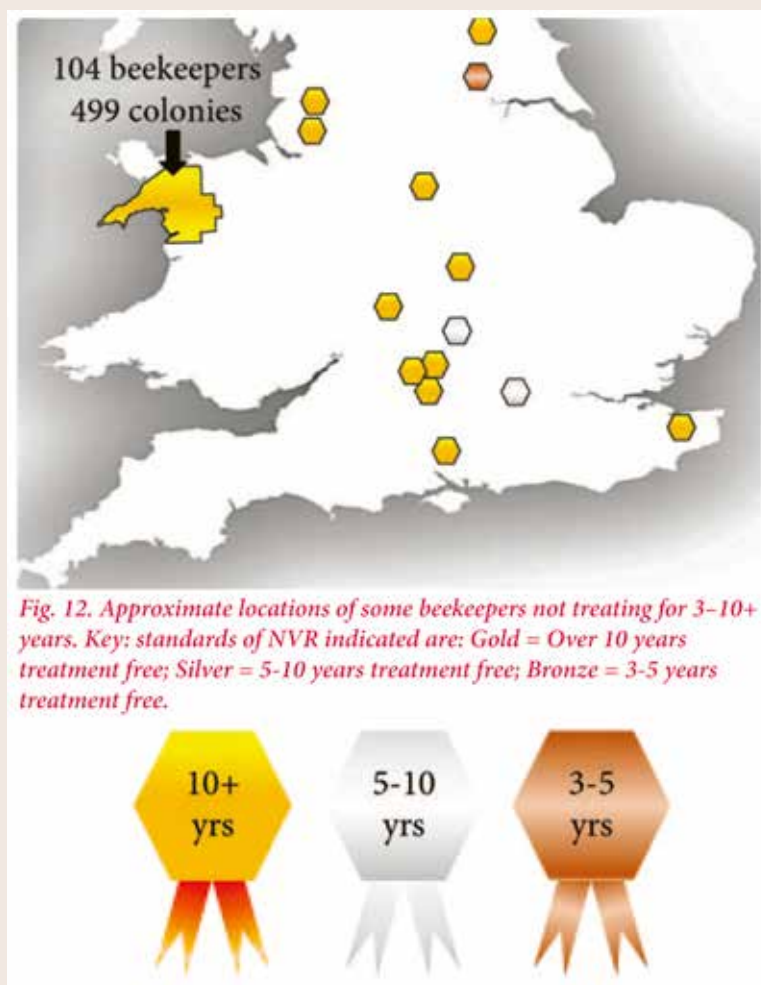 104 beekeepers
499 colonies
Fig. 12. Approximate locations of some beekeepers not treating for 3–10+
years. Key: standards of NVR indicated are: Gold = Over 10 years
treatment free; Silver = 5-10 years treatment free; Bronze = 3-5 years
treatment free.
10+
yrs
5-10
yrs
3-5
yrs